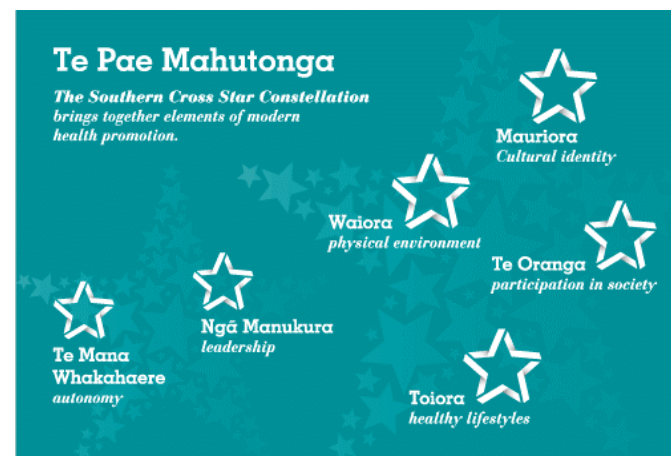 Te Pae Mahutonga
The Southern Cross Star Constellation
brings together elements of modern
health promotion.
Mauriora
Cultural identity
Waiora
physical environment
Te Oranga
participation in society
Ngā Manukura
leadership
Te Mana
Whakahaere
autonomy
Toiora
healthy lifestyles